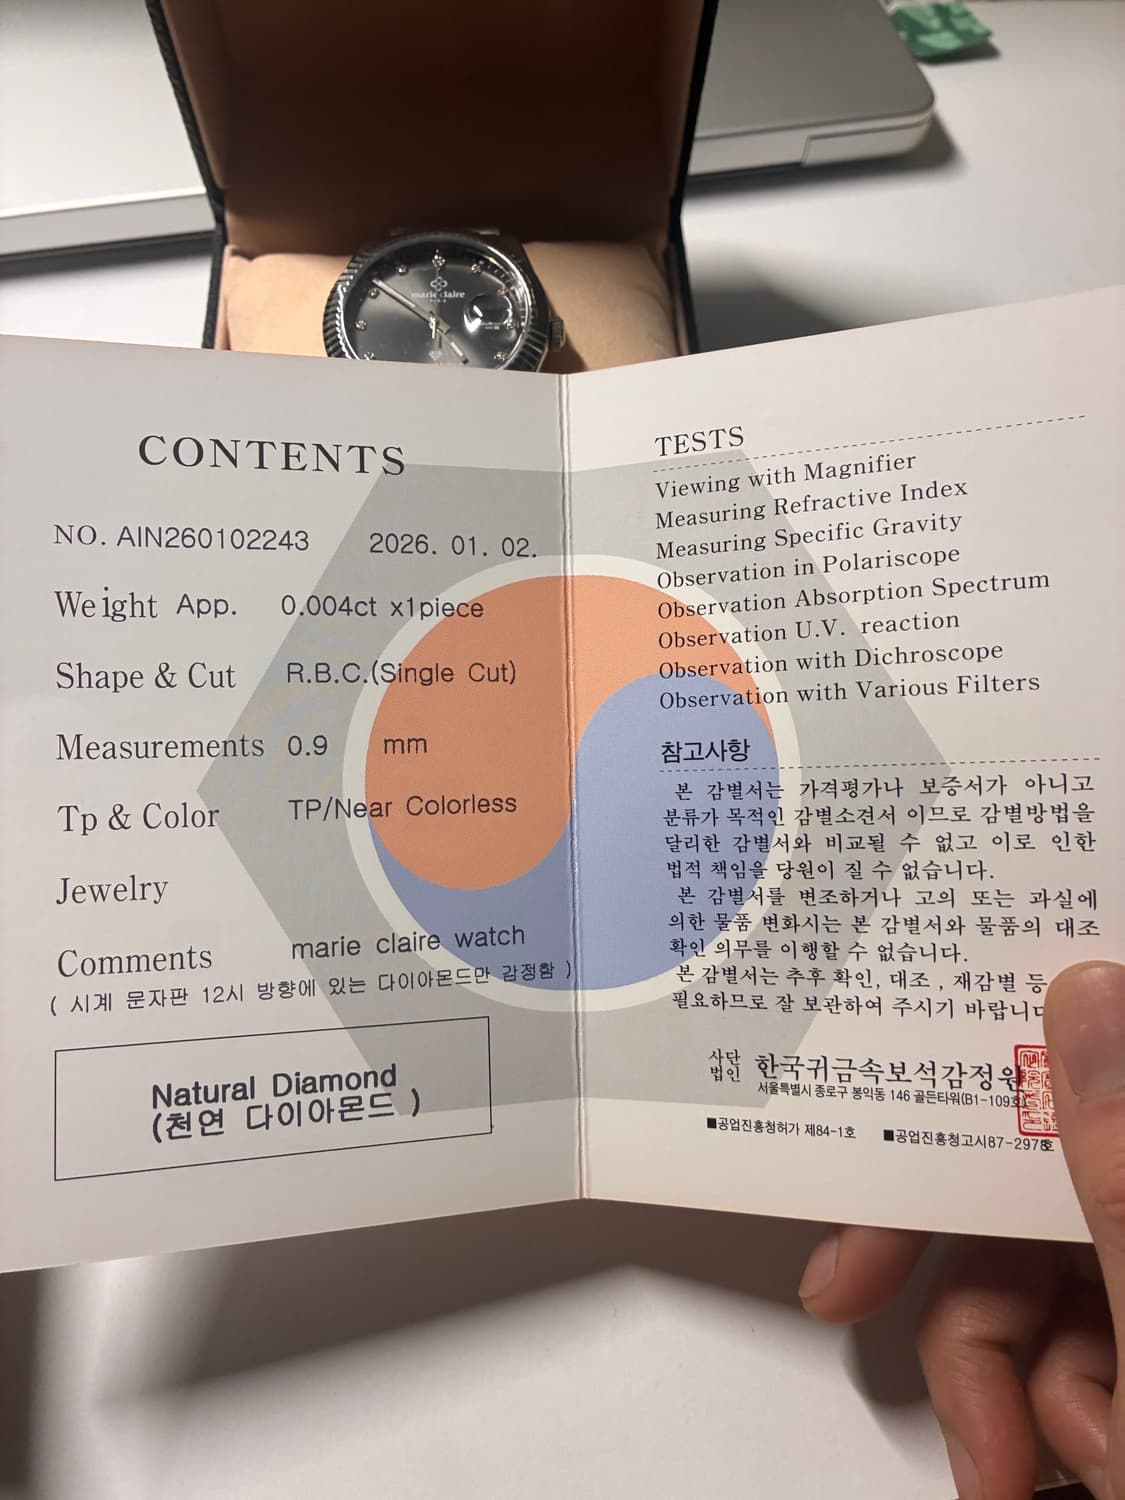 marie claire
PARIS
CONTENTS
NO. AIN260102243 2026. 01. 02.
Weight App. 0.004ct x1piece
Shape & Cut R.B.C.(Single Cut)
Measurements 0.9 mm
Tp & Color TP/Near Colorless
Jewelry
Comments marie claire watch
( 시계 문자판 12시 방향에 있는 다이아몬드만 감정함 )
Natural Diamond
(천연 다이아몬드 )
TESTS
Viewing with Magnifier
Measuring Refractive Index
Measuring Specific Gravity
Observation in Polariscope
Observation Absorption Spectrum
Observation U.V. reaction
Observation with Dichroscope
Observation with Various Filters
참고사항
본 감별서는 가격평가나 보증서가 아니고
분류가 목적인 감별소견서 이므로 감별방법을
달리한 감별서와 비교될 수 없고 이로 인한
법적 책임을 당원이 질 수 없습니다.
본 감별서를 변조하거나 고의 또는 과실에
의한 물품 변화시는 본 감별서와 물품의 대조
확인 의무를 이행할 수 없습니다.
본 감별서는 추후 확인, 대조 , 재감별 등
필요하므로 잘 보관하여 주시기 바랍니다
사단
법인 한국귀금속보석감정원
서울특별시 종로구 봉익동 146 골든타워(B1-109호)
■공업진흥청허가 제84-1호 ■공업진흥청고시87-2978호